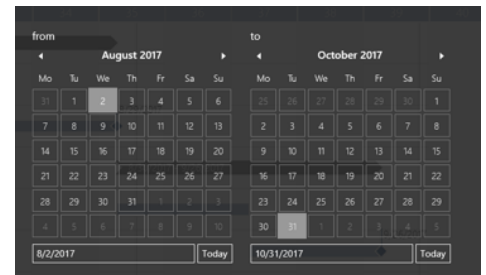 from
August 2017
Mo Tu We Th Fr Sa Su
31 1 2 3 4 5 6
7 8 9 10 11 12 13
14 15 16 17 18 19 20
21 22 23 24 25 26 27
28 29 30 31 1 2 3
4 5 6 7 8 9 10
8/2/2017 Today
to
October 2017
Mo Tu We Th Fr Sa Su
25 26 27 28 29 30 1
2 3 4 5 6 7 8
9 10 11 12 13 14 15
16 17 18 19 20 21 22
23 24 25 26 27 28 29
30 31 1 2 3 4 5
10/31/2017 Today